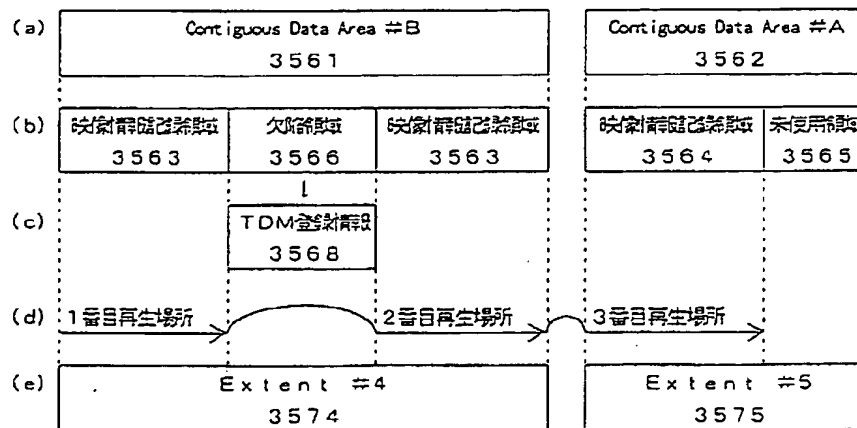 (a) Contiguous Data Area #B Contiguous Data Area #A
3561 3562
(b) 映像情報記録領域 欠陥領域 映像情報記録領域 映像情報記録領域 未使用領域
3563 3566 3563 3564 3565
(c) TDM登録情報
3568
(d) 1番目再生場所 2番目再生場所 3番目再生場所
(e) Extent #4 Extent #5
3574 3575